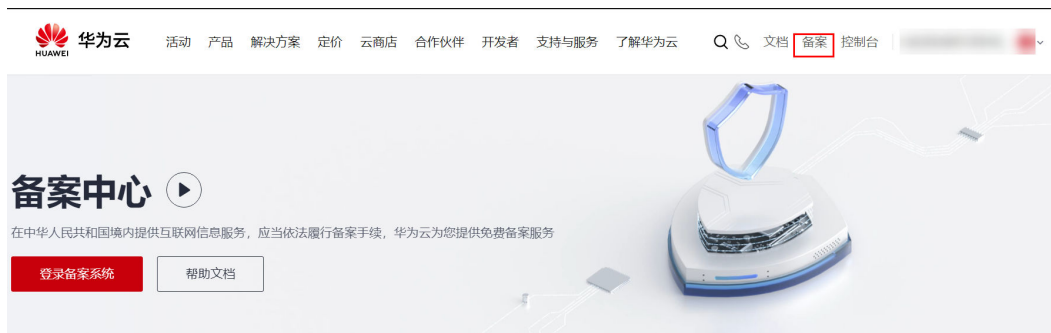 HUAWEI
华为云 活动 产品 解决方案 定价 云商店 合作伙伴 开发者 支持与服务 了解华为云 文档 备案 控制台
备案中心
在中华人民共和国境内提供互联网信息服务，应当依法履行备案手续，华为云为您提供免费备案服务
登录备案系统 帮助文档